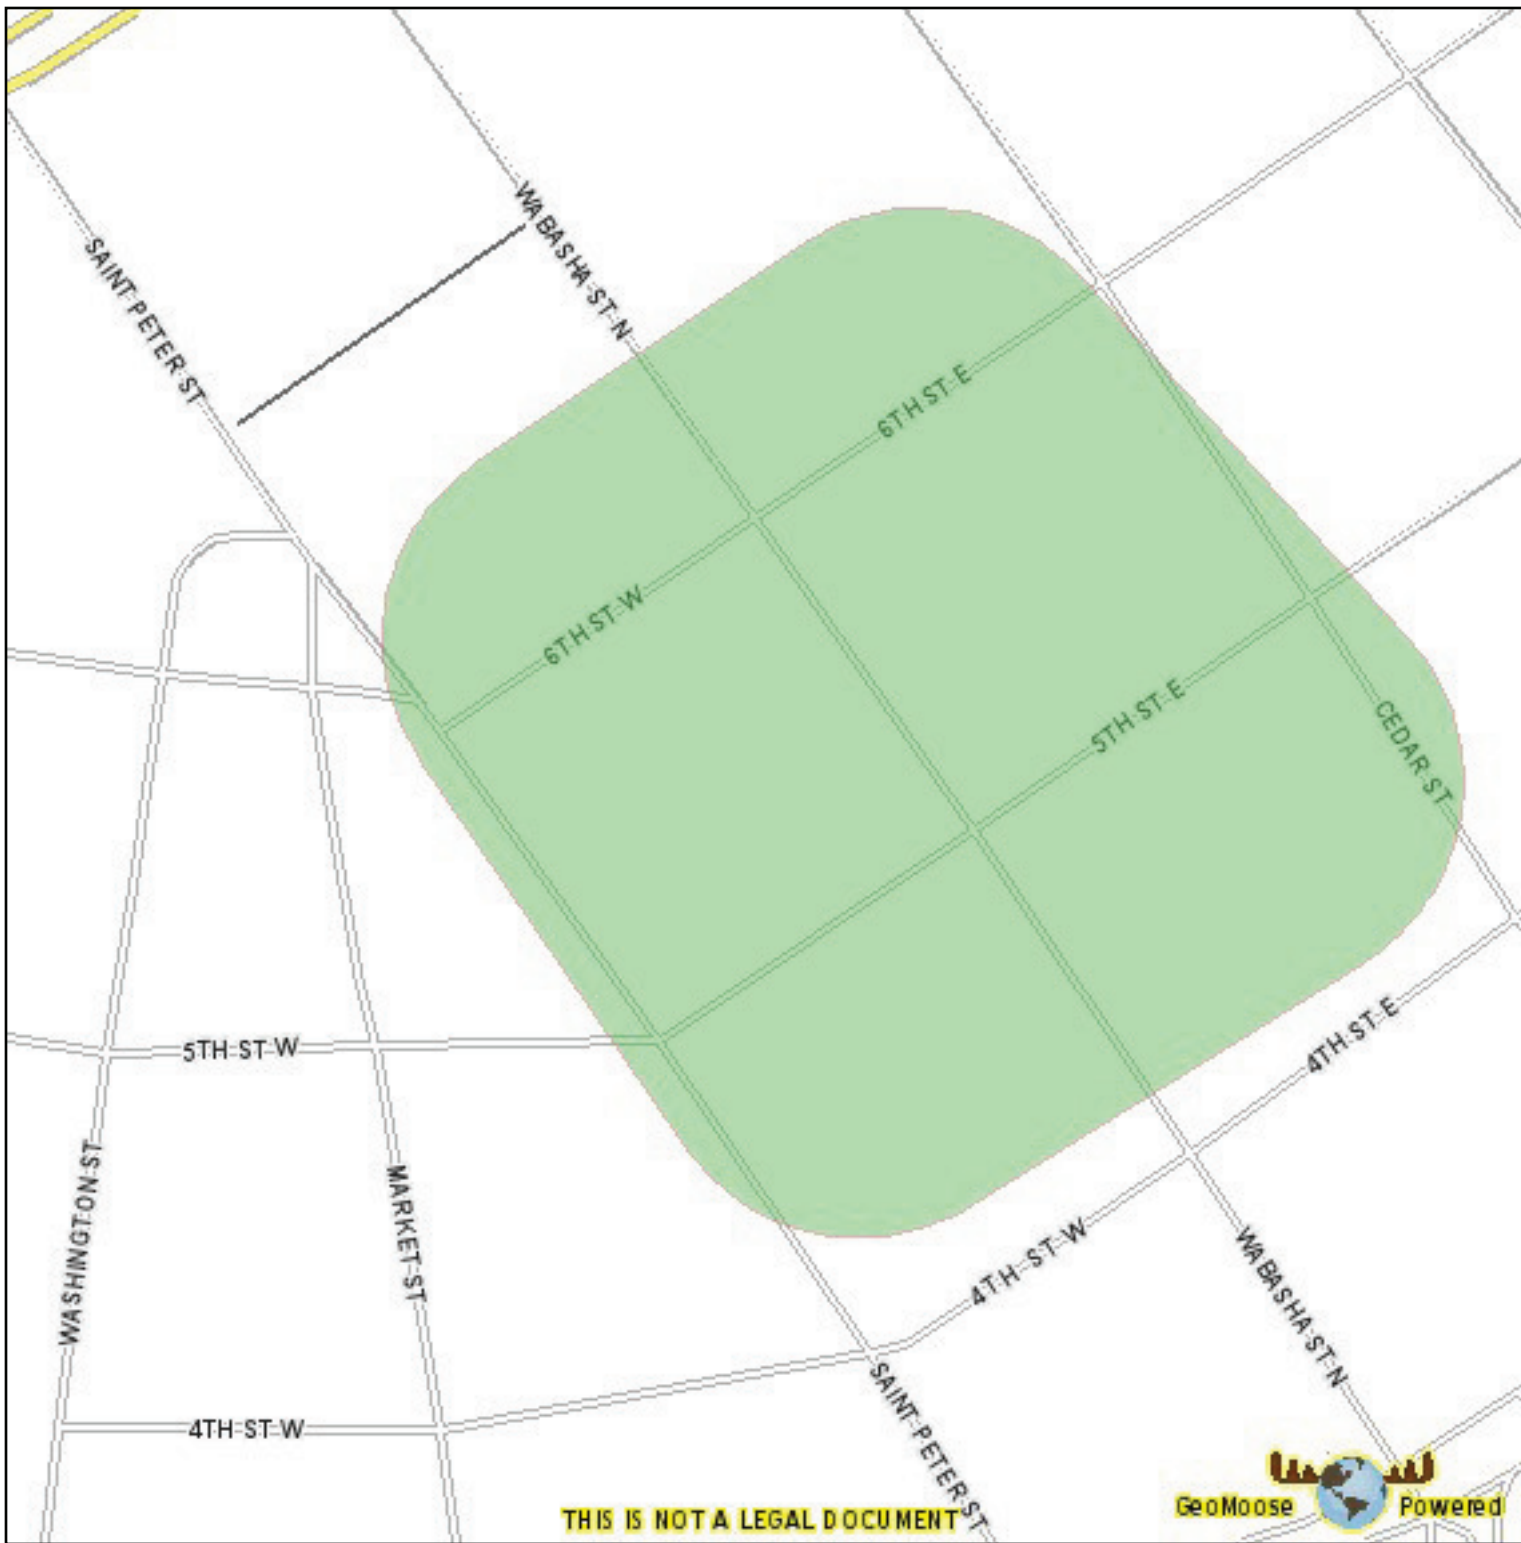 WABASHA ST N
SAINT PETER ST
6TH ST E
6TH ST W
5TH ST E
CEDAR ST
5TH ST W
4TH ST E
WASHINGTON ST
MARKET ST
4TH ST W
WABASHA ST N
4TH ST W
SAINT PETER ST
THIS IS NOT A LEGAL DOCUMENT
GeoMoose Powered